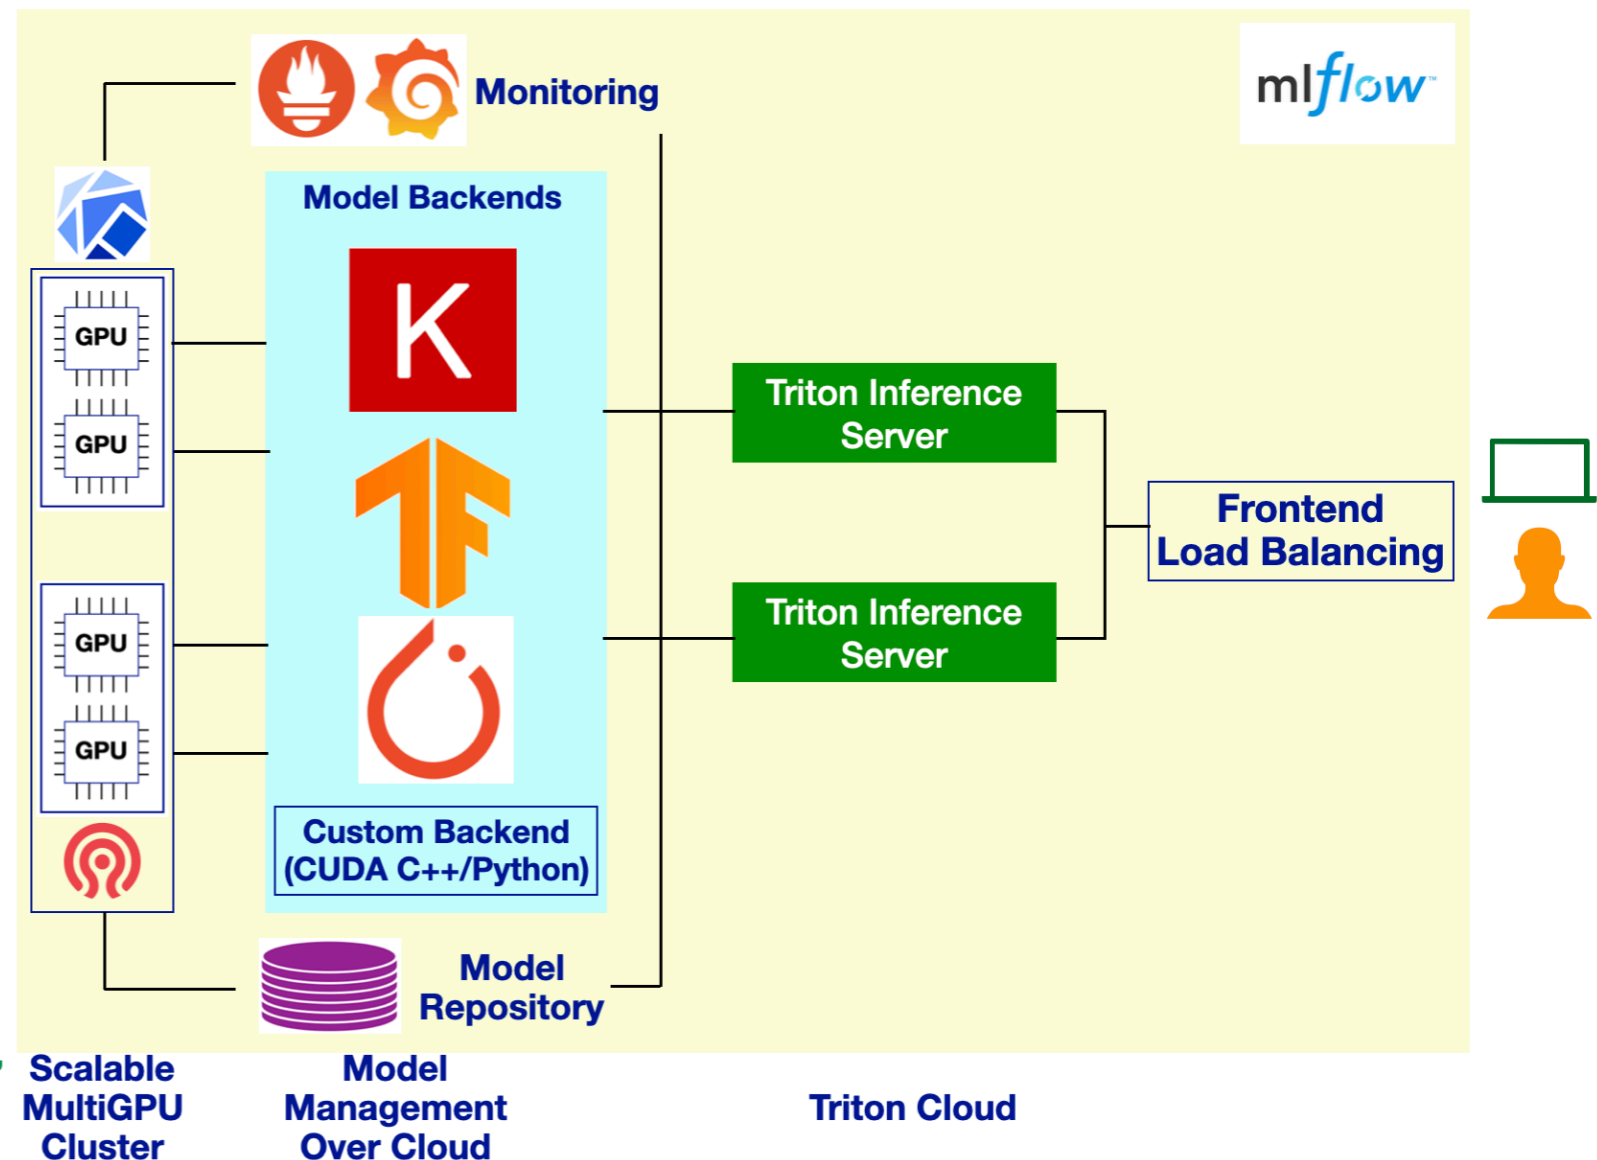 Monitoring
mlflow™
Model Backends
K
GPU
GPU
GPU
GPU
Triton Inference
Server
Triton Inference
Server
Frontend
Load Balancing
Custom Backend
(CUDA C++/Python)
Model
Repository
Scalable
MultiGPU
Cluster
Model
Management
Over Cloud
Triton Cloud